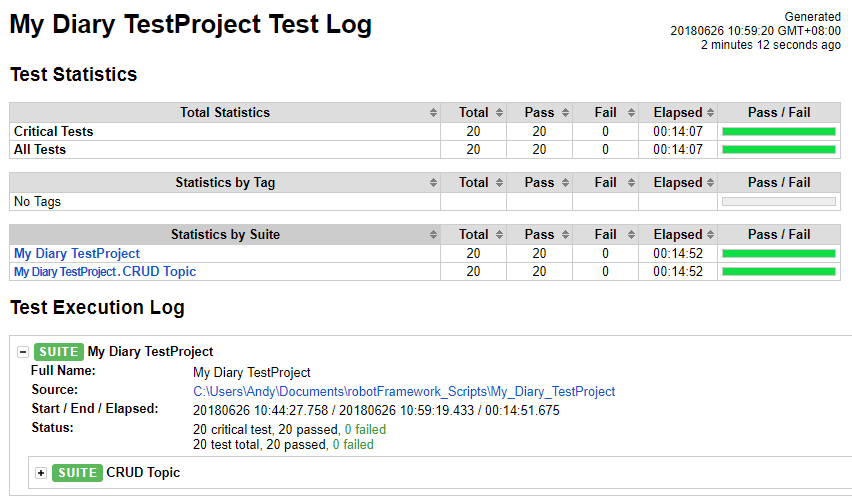 My Diary TestProject Test Log
Generated
20180626 10:59:20 GMT+08:00
2 minutes 12 seconds ago
Test Statistics
Total Statistics Total Pass Fail Elapsed Pass / Fail
Critical Tests 20 20 0 00:14:07
All Tests 20 20 0 00:14:07
Statistics by Tag Total Pass Fail Elapsed Pass / Fail
No Tags
Statistics by Suite Total Pass Fail Elapsed Pass / Fail
My Diary TestProject 20 20 0 00:14:52
My Diary TestProject . CRUD Topic 20 20 0 00:14:52
Test Execution Log
SUITE My Diary TestProject
Full Name: My Diary TestProject
Source: C:\Users\Andy\Documents\robotFramework_Scripts\My_Diary_TestProject
Start / End / Elapsed: 20180626 10:44:27.758 / 20180626 10:59:19.433 / 00:14:51.675
Status: 20 critical test, 20 passed, 0 failed
20 test total, 20 passed, 0 failed
SUITE CRUD Topic